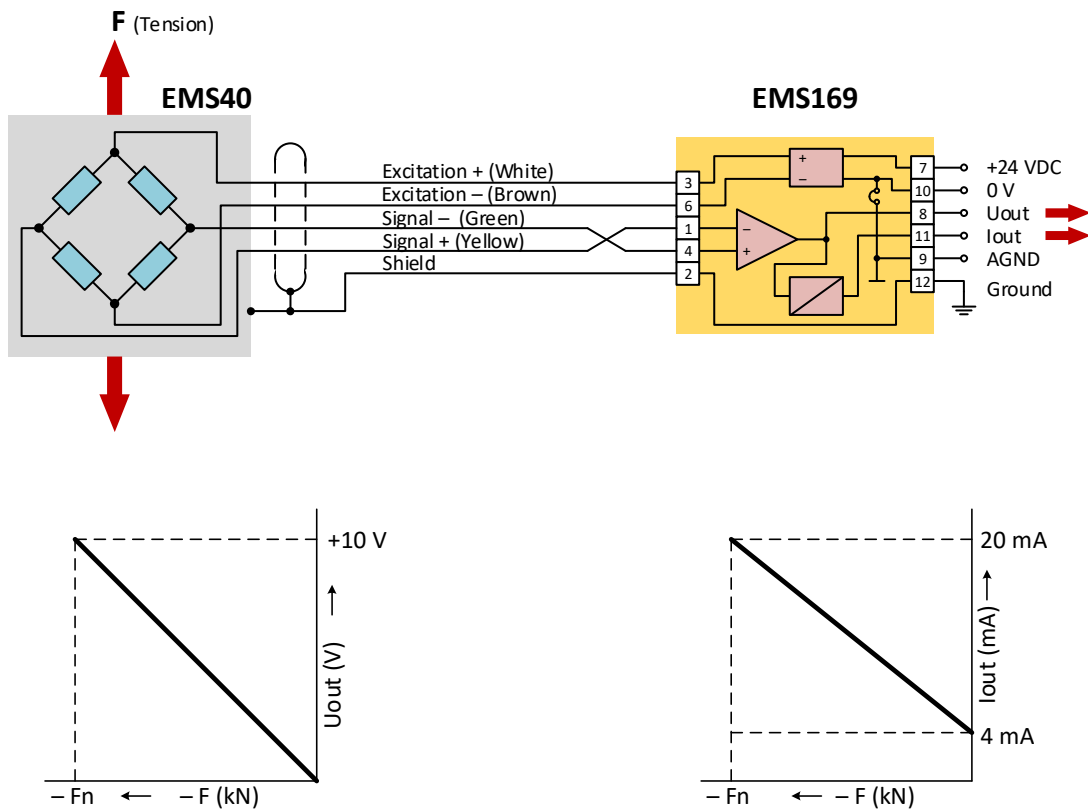 F (Tension)
EMS40
EMS169
Excitation + (White)
Excitation – (Brown)
Signal – (Green)
Signal + (Yellow)
Shield
3
6
1
4
2
+
–
–
+
7
10
8
11
9
12
+24 VDC
0 V
Uout
Iout
AGND
Ground
+10 V
Uout (V)
– Fn
– F (kN)
20 mA
Iout (mA)
4 mA
– Fn
– F (kN)